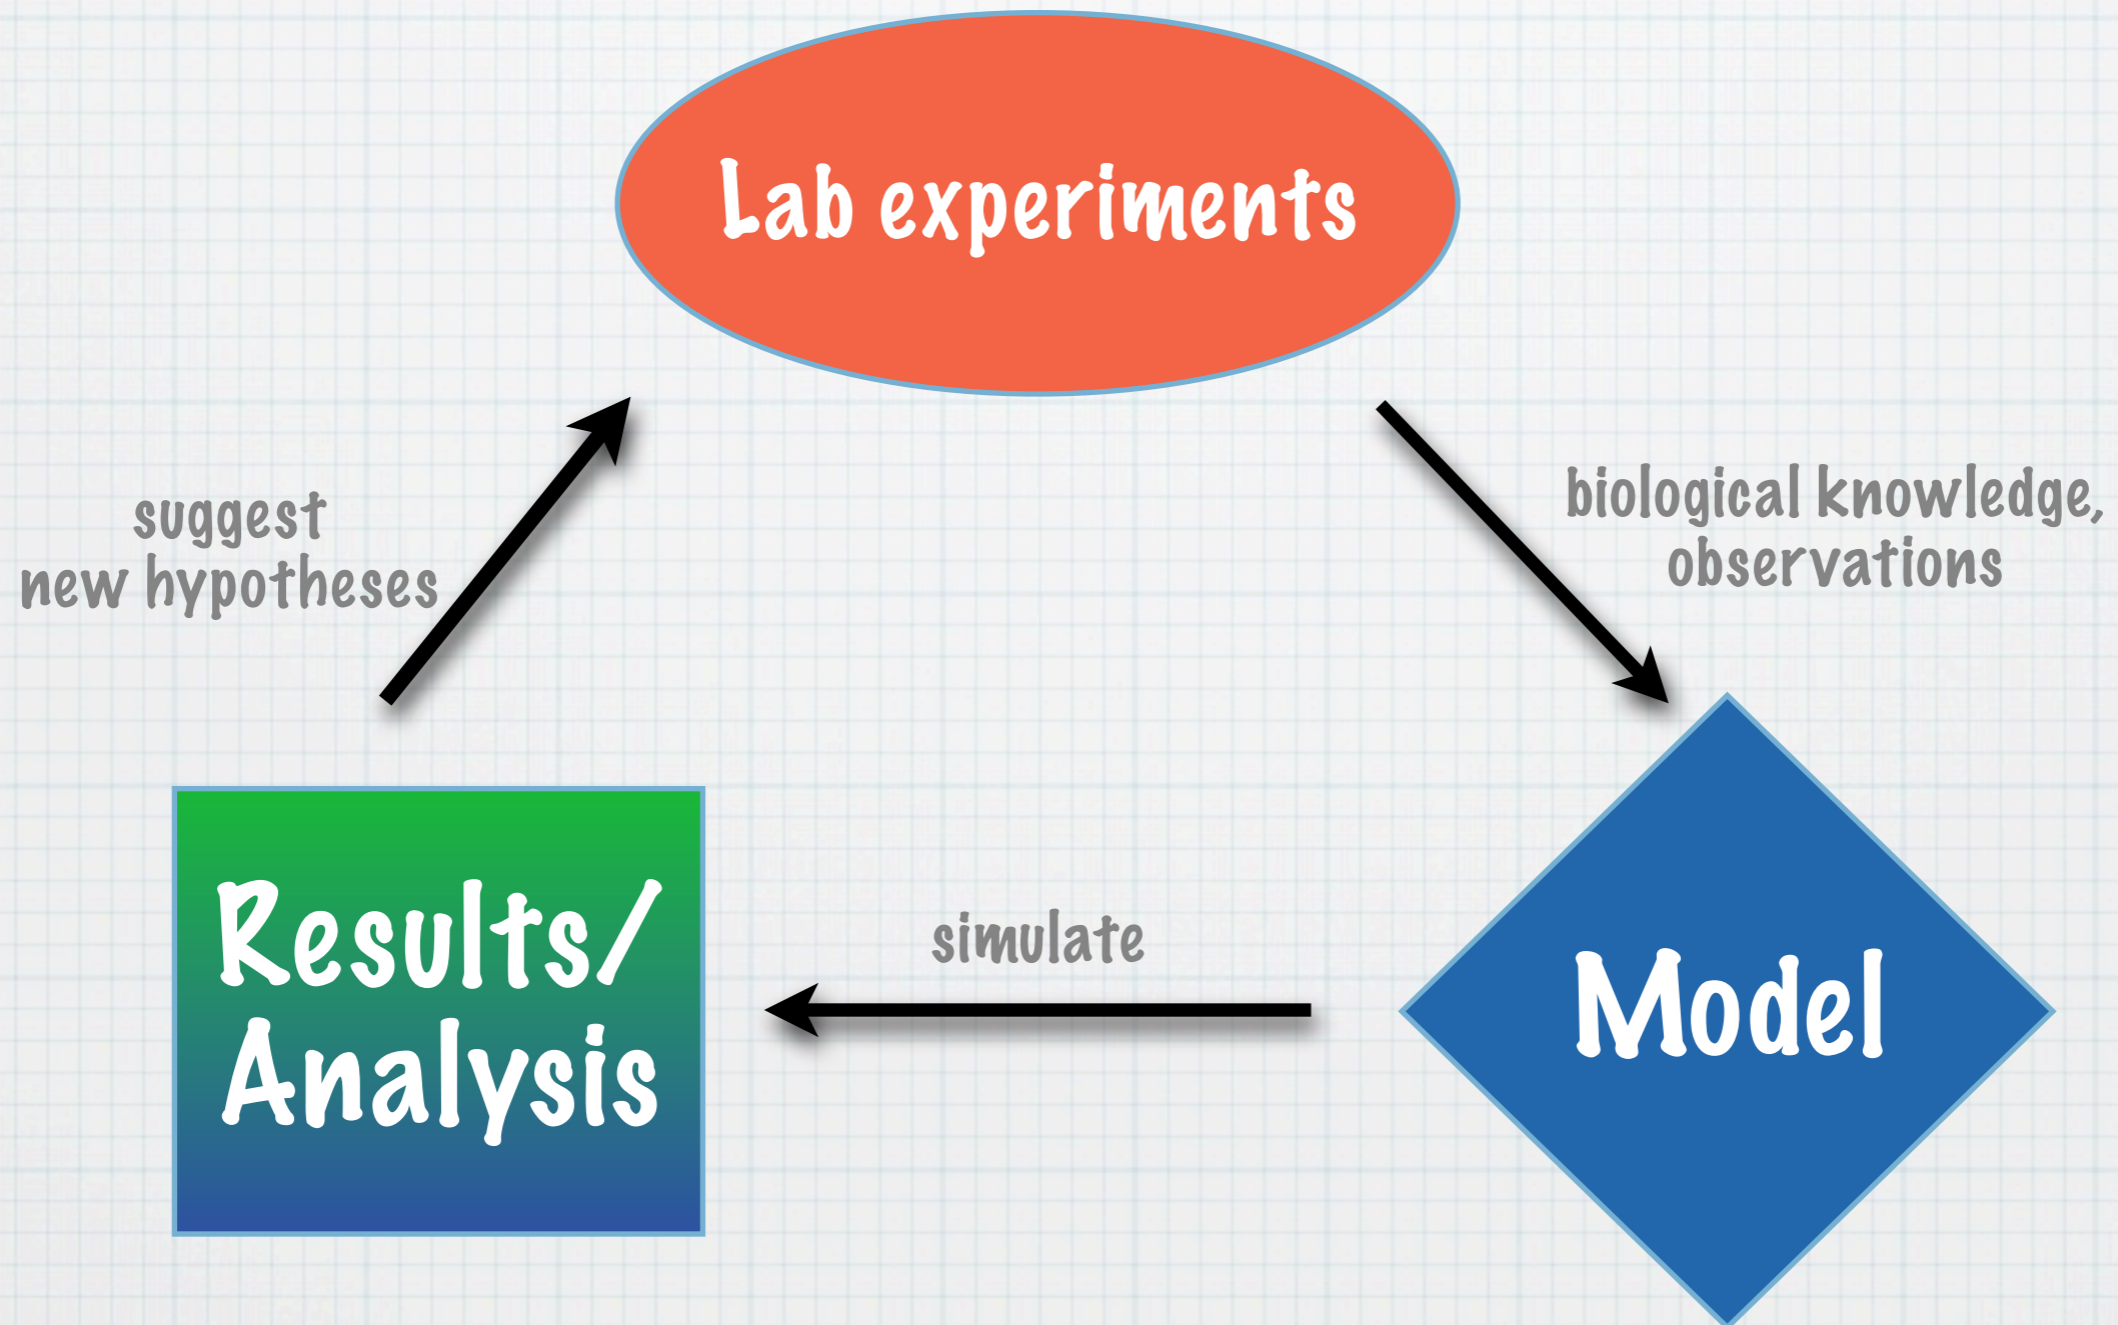 Lab experiments
suggest
new hypotheses
biological knowledge,
observations
Results/
Analysis
simulate
Model